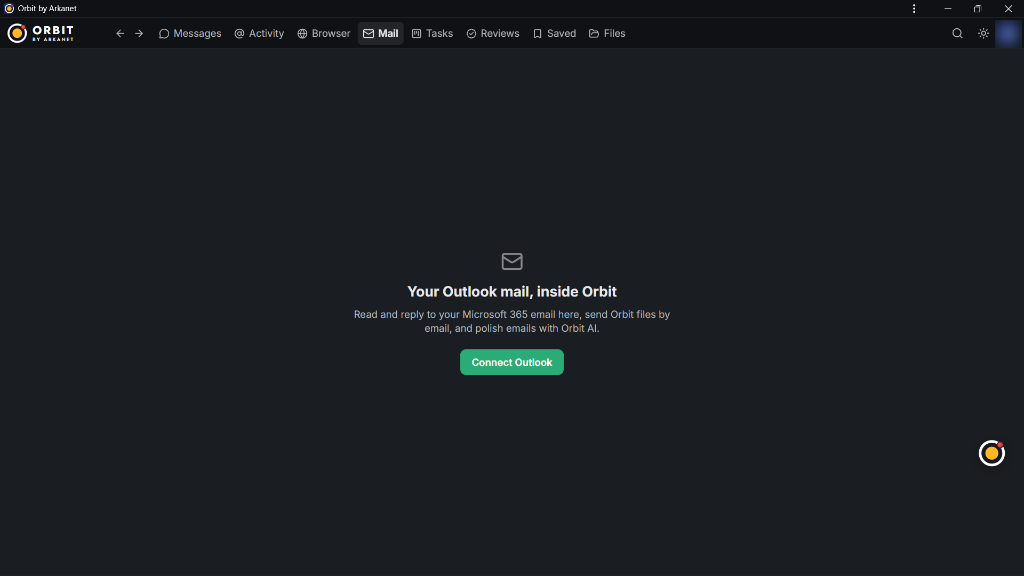 Orbit by Arkanet
ORBIT
BY ARKANET
Messages
Activity
Browser
Mail
Tasks
Reviews
Saved
Files
Your Outlook mail, inside Orbit
Read and reply to your Microsoft 365 email here, send Orbit files by
email, and polish emails with Orbit AI.
Connect Outlook